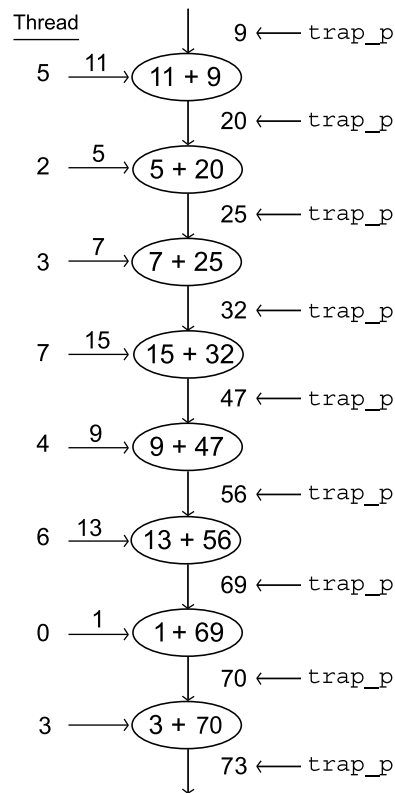 Thread
9 trap_p
5 11 11 + 9
20 trap_p
2 5 5 + 20
25 trap_p
3 7 7 + 25
32 trap_p
7 15 15 + 32
47 trap_p
4 9 9 + 47
56 trap_p
6 13 13 + 56
69 trap_p
0 1 1 + 69
70 trap_p
3 3 + 70
73 trap_p